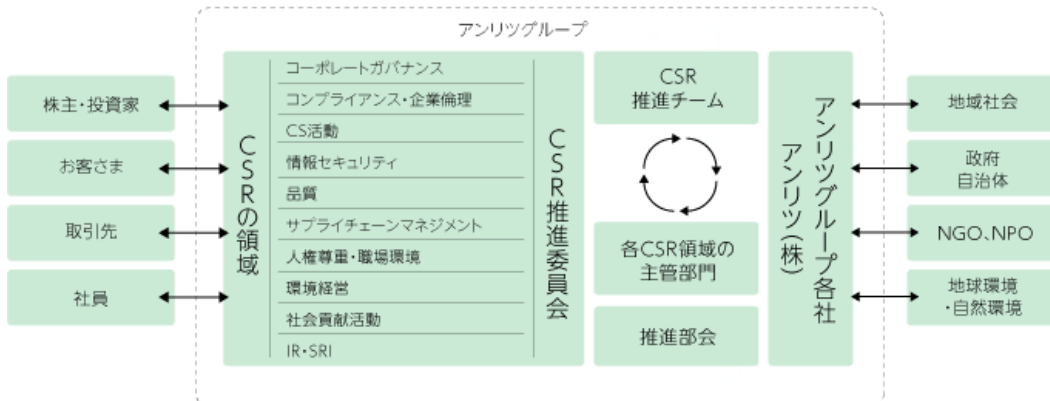 アンリツグループ
株主・投資家
お客さま
取引先
社員
CSRの領域
コーポレートガバナンス
コンプライアンス・企業倫理
CS活動
情報セキュリティ
品質
サプライチェーンマネジメント
人権尊重・職場環境
環境経営
社会貢献活動
IR・SRI
CSR推進委員会
CSR
推進チーム
各CSR領域の
主管部門
推進部会
アンリツグループ各社
アンリツ(株)
地域社会
政府
自治体
NGO、NPO
地球環境
・自然環境